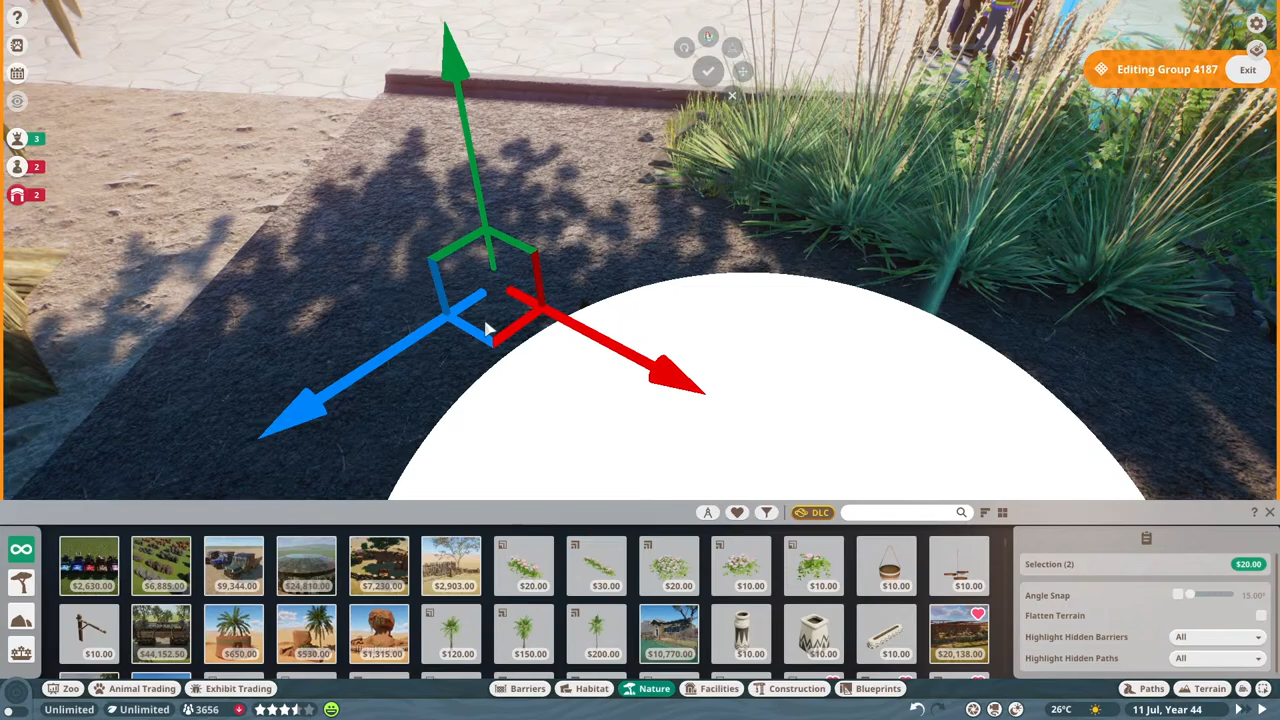 ?
Editing Group 4187
Exit
3
2
2
DLC
?
$2,630.00
$6,885.00
$9,344.00
$24,810.00
$7,230.00
$2,903.00
$20.00
$30.00
$20.00
$10.00
$10.00
$10.00
$10.00
Selection (2)
$20.00
Angle Snap
15.00°
Flatten Terrain
$10.00
$44,152.50
$650.00
$530.00
$1,315.00
$120.00
$150.00
$200.00
$10,770.00
$10.00
$10.00
$10.00
$20,138.00
Highlight Hidden Barriers
All
Highlight Hidden Paths
All
Zoo
Animal Trading
Exhibit Trading
Barriers
Habitat
Nature
Facilities
Construction
Blueprints
Paths
Terrain
Unlimited
Unlimited
3656
26°C
11 Jul, Year 44